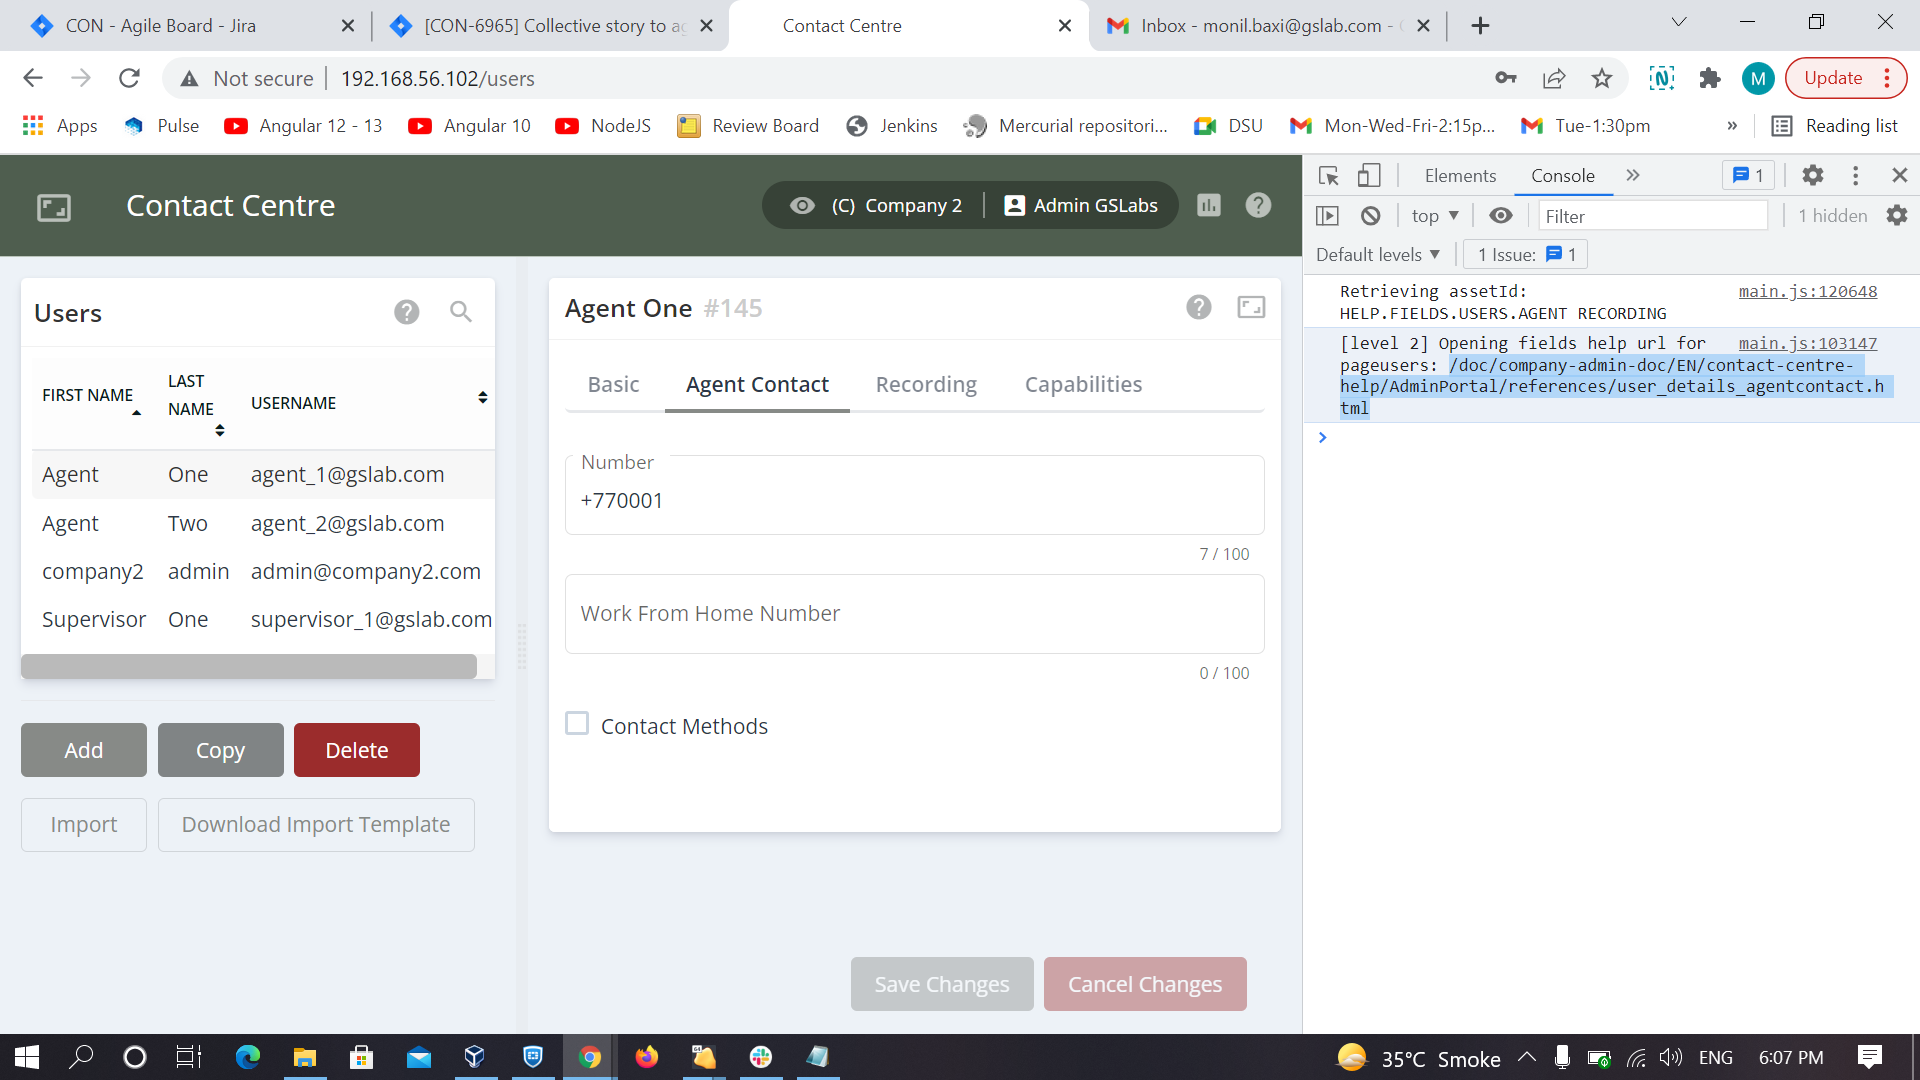 CON - Agile Board - Jira
[CON-6965] Collective story to ag
Contact Centre
Inbox - monil.baxi@gslab.com -
Not secure
192.168.56.102/users
M
Update
Apps
Pulse
Angular 12 - 13
Angular 10
NodeJS
Review Board
Jenkins
Mercurial repositori...
DSU
Mon-Wed-Fri-2:15p...
Tue-1:30pm
»
Reading list
Contact Centre
(C) Company 2
Admin GSLabs
Users
FIRST NAME
LAST NAME
USERNAME
Agent One agent_1@gslab.com
Agent Two agent_2@gslab.com
company2 admin admin@company2.com
Supervisor One supervisor_1@gslab.com
Add
Copy
Delete
Import
Download Import Template
Agent One #145
Basic
Agent Contact
Recording
Capabilities
Number
+770001
7 / 100
Work From Home Number
0 / 100
Contact Methods
Save Changes
Cancel Changes
Elements
Console
»
1
top
Filter
1 hidden
Default levels
1 Issue: 1
Retrieving assetId: main.js:120648
HELP.FIELDS.USERS.AGENT RECORDING
[level 2] Opening fields help url for main.js:103147
pageusers: /doc/company-admin-doc/EN/contact-centre-
help/AdminPortal/references/user_details_agentcontact.h
tml
35°C Smoke
ENG
6:07 PM